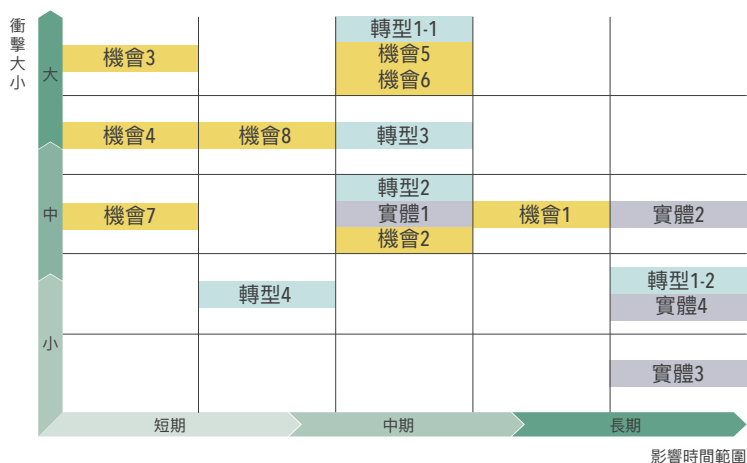 衝擊大小
大
中
小
轉型1-1
機會3
機會5
機會6
機會4
機會8
轉型3
轉型2
機會7
實體1
機會1
實體2
機會2
轉型4
轉型1-2
實體4
實體3
短期
中期
長期
影響時間範圍